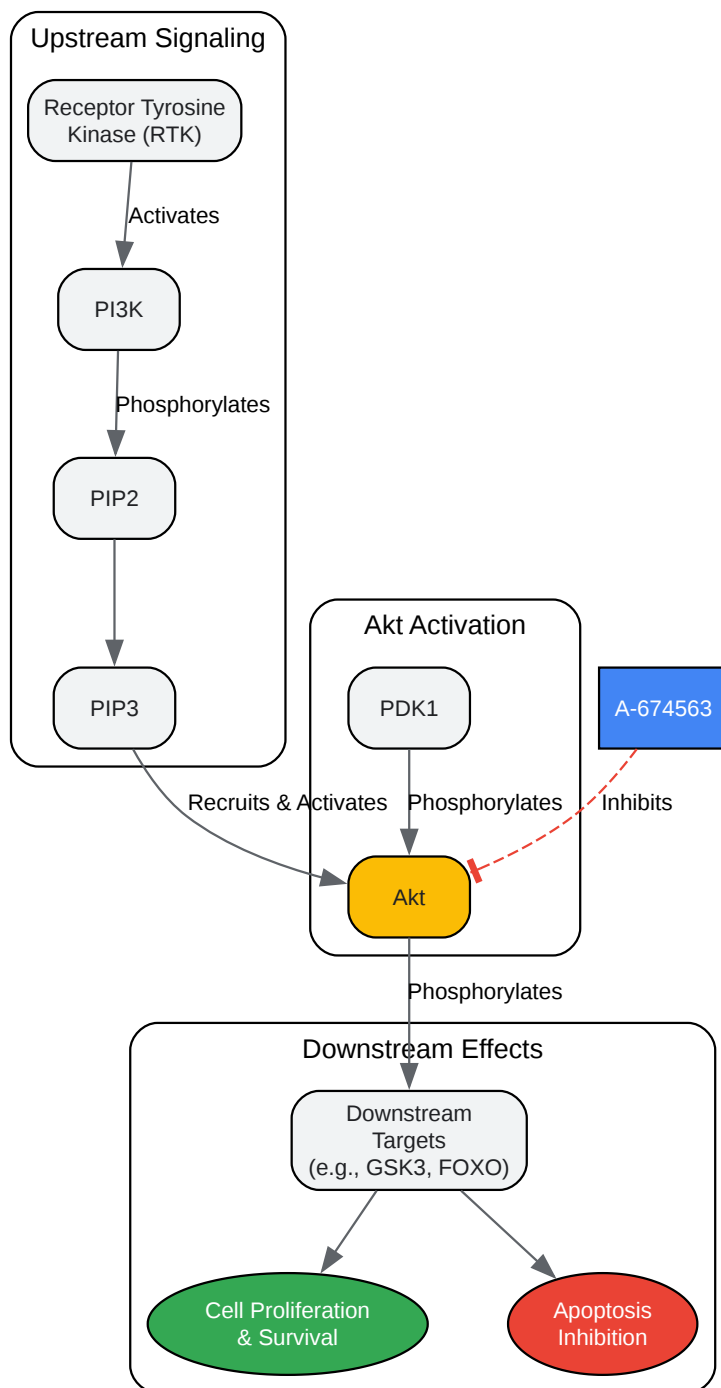 Upstream Signaling
Receptor Tyrosine
Kinase (RTK)
Activates
PI3K
Phosphorylates
PIP2
PIP3
Akt Activation
PDK1
A-674563
Recruits & Activates
Phosphorylates
Inhibits
Akt
Phosphorylates
Downstream Effects
Downstream
Targets
(e.g., GSK3, FOXO)
Cell Proliferation
& Survival
Apoptosis
Inhibition